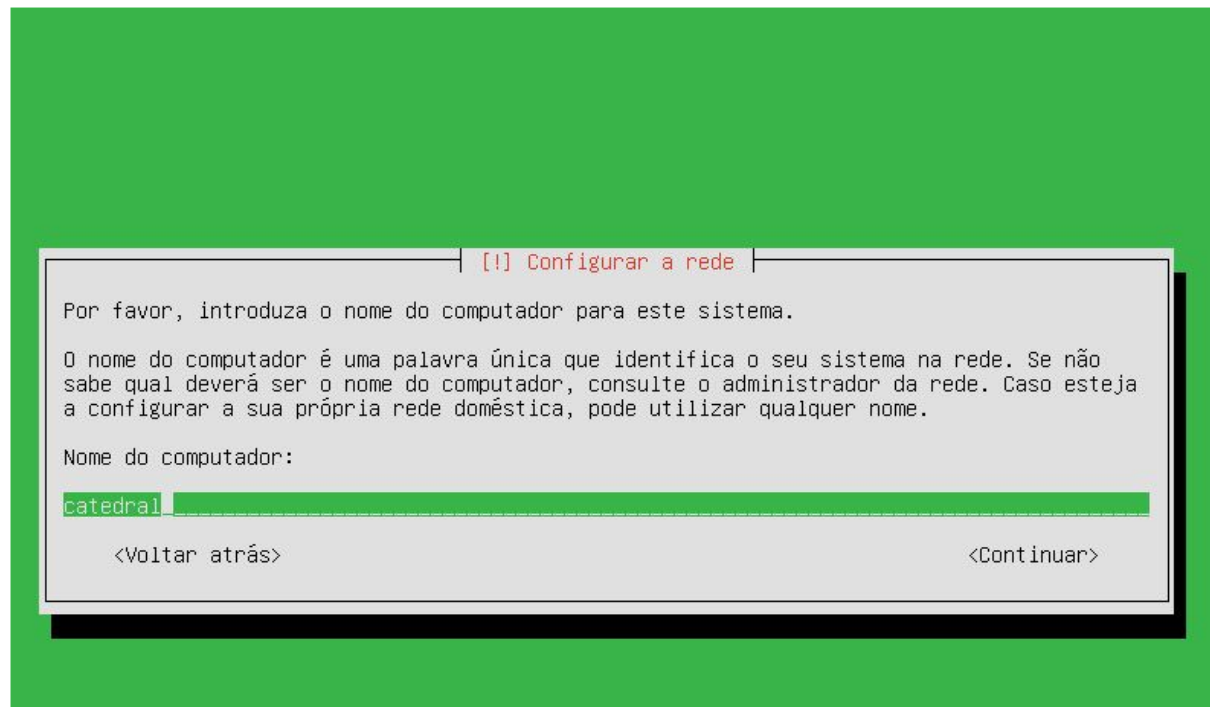 [!] Configurar a rede
Por favor, introduza o nome do computador para este sistema.
O nome do computador é uma palavra única que identifica o seu sistema na rede. Se não
sabe qual deverá ser o nome do computador, consulte o administrador da rede. Caso esteja
a configurar a sua própria rede doméstica, pode utilizar qualquer nome.
Nome do computador:
catedral
<Voltar atrás> <Continuar>